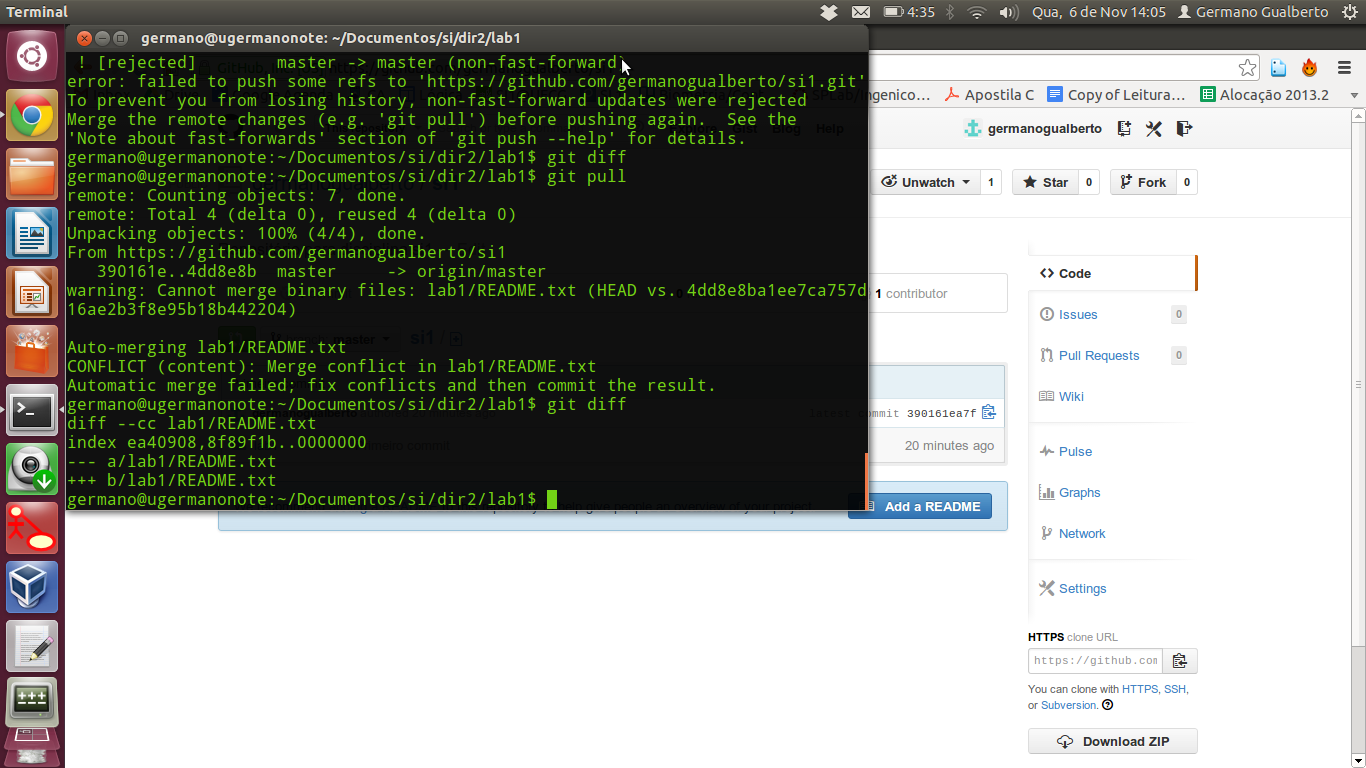 Terminal
4:35
Qua, 6 de Nov 14:05
Germano Gualberto
germano@ugermanonote: ~/Documentos/si/dir2/lab1
! [rejected]        master -> master (non-fast-forward)
error: failed to push some refs to 'https://github.com/germanogualberto/si1.git'
To prevent you from losing history, non-fast-forward updates were rejected
Merge the remote changes (e.g. 'git pull') before pushing again.  See the
'Note about fast-forwards' section of 'git push --help' for details.
germano@ugermanonote:~/Documentos/si/dir2/lab1$ git diff
germano@ugermanonote:~/Documentos/si/dir2/lab1$ git pull
remote: Counting objects: 7, done.
remote: Total 4 (delta 0), reused 4 (delta 0)
Unpacking objects: 100% (4/4), done.
From https://github.com/germanogualberto/si1
   390161e..4dd8e8b  master     -> origin/master
warning: Cannot merge binary files: lab1/README.txt (HEAD vs. 4dd8e8ba1ee7ca757d
16ae2b3f8e95b18b442204)
Auto-merging lab1/README.txt
CONFLICT (content): Merge conflict in lab1/README.txt
Automatic merge failed; fix conflicts and then commit the result.
germano@ugermanonote:~/Documentos/si/dir2/lab1$ git diff
diff --cc lab1/README.txt
index ea40908,8f89f1b..0000000
--- a/lab1/README.txt
+++ b/lab1/README.txt
germano@ugermanonote:~/Documentos/si/dir2/lab1$
Apostila C
Copy of Leitura...
Alocação 2013.2
Blog
Help
germanogualberto
Unwatch
1
Star
0
Fork
0
1 contributor
master
si1 /
latest commit 390161ea7f
20 minutes ago
Add a README
Code
Issues
0
Pull Requests
0
Wiki
Pulse
Graphs
Network
Settings
HTTPS clone URL
https://github.com
You can clone with HTTPS, SSH,
or Subversion.
Download ZIP